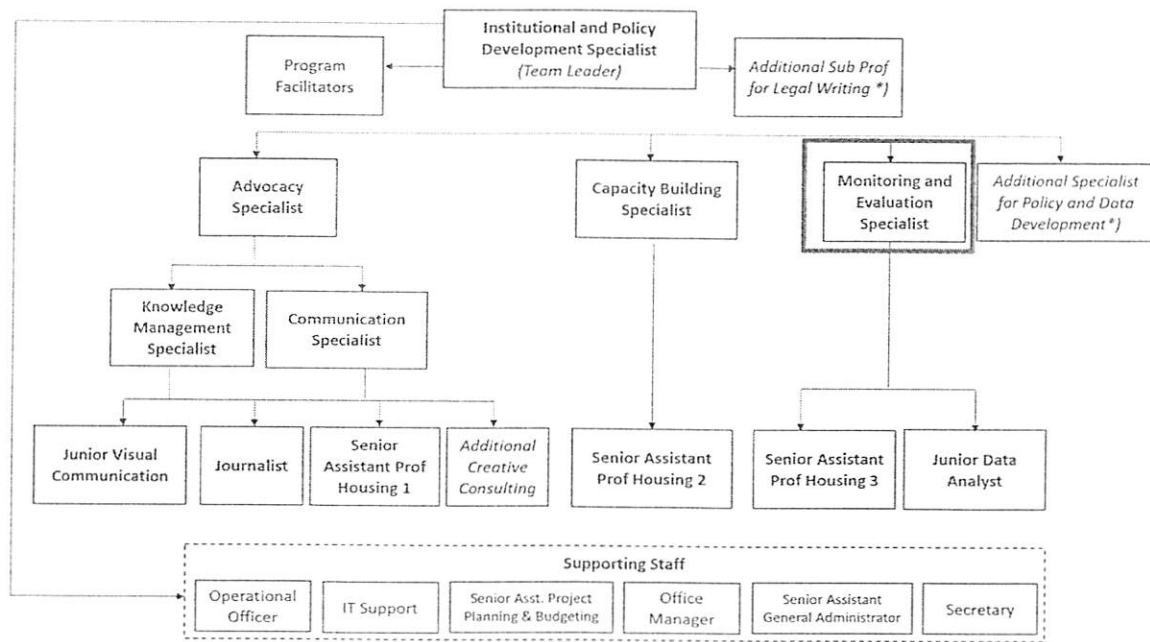 Institutional and Policy
Development Specialist
(Team Leader)
Program
Facilitators
Additional Sub Prof
for Legal Writing *)
Advocacy
Specialist
Capacity Building
Specialist
Monitoring and
Evaluation
Specialist
Additional Specialist
for Policy and Data
Development*)
Knowledge
Management
Specialist
Communication
Specialist
Junior Visual
Communication
Journalist
Senior
Assistant Prof
Housing 1
Additional
Creative
Consulting
Senior Assistant
Prof Housing 2
Senior Assistant
Prof Housing 3
Junior Data
Analyst
Supporting Staff
Operational
Officer
IT Support
Senior Asst. Project
Planning & Budgeting
Office
Manager
Senior Assistant
General Administrator
Secretary